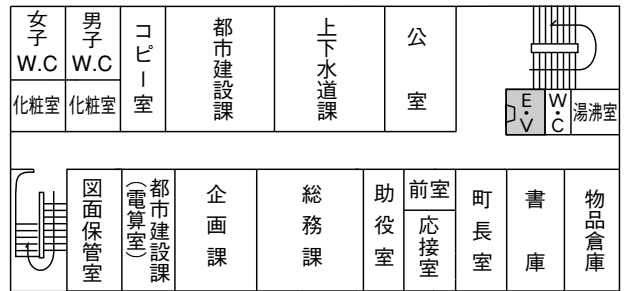 女子
W.C
男子
W.C
コピー室
都市建設課
上下水道課
公室
化粧室
化粧室
E・V
W・C
湯沸室
図面保管室
都市建設課
(電算室)
企画課
総務課
助役室
前室
応接室
町長室
書庫
物品倉庫